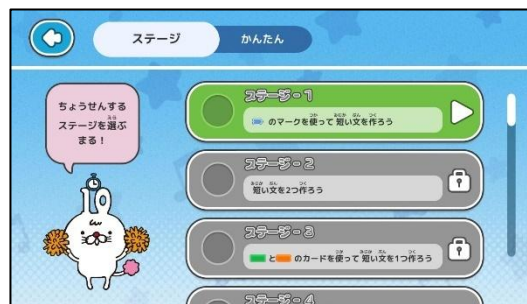 ステージ
かんたん
ちょうせんする
ステージを選ぶ
まる！
ステージ - 1
のマークを使って 短い文を作ろう
ステージ - 2
短い文を2つ作ろう
ステージ - 3
と のカードを使って 短い文を1つ作ろう
ステージ - 4